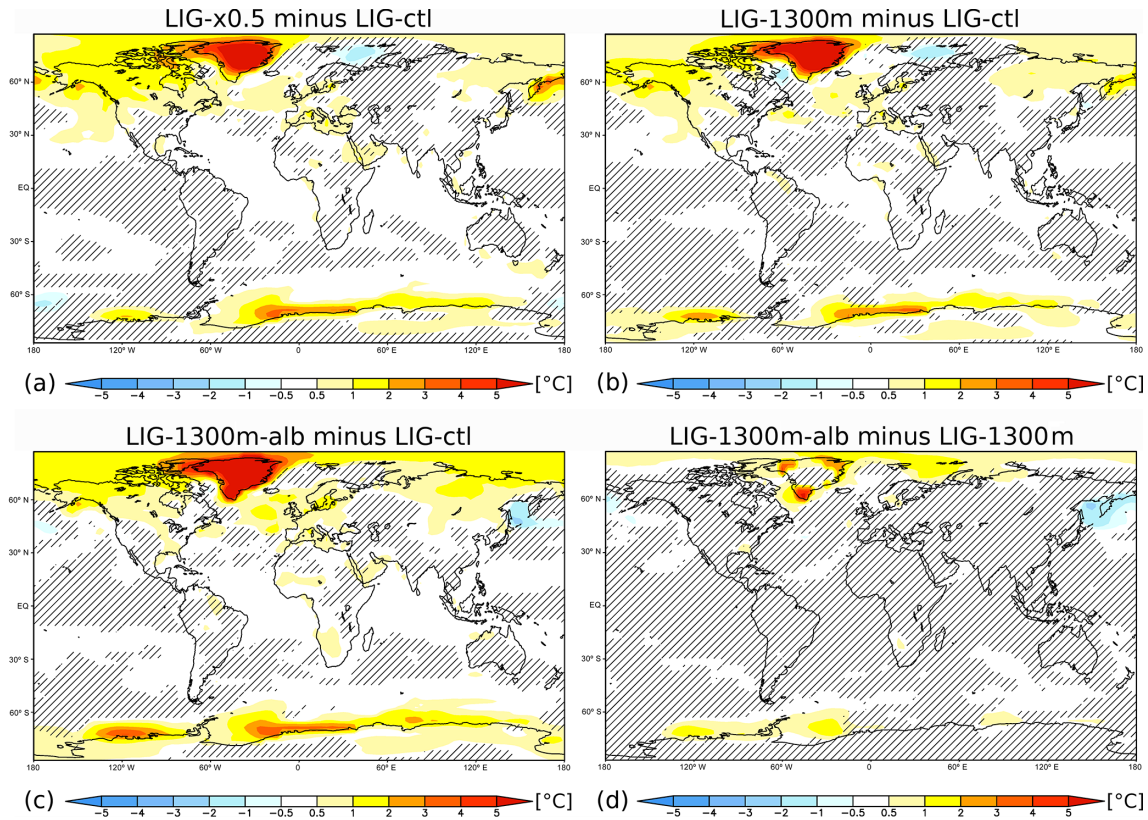 LIG-x0.5 minus LIG-ctl
LIG-1300m minus LIG-ctl
60° N
30° N
EQ
30° S
60° S
180 120° W 60° W 0 60° E 120° E 180
60° N
30° N
EQ
30° S
60° S
180 120° W 60° W 0 60° E 120° E 180
(a) -5 -4 -3 -2 -1 -0.5 0.5 1 2 3 4 5 [°C]
(b) -5 -4 -3 -2 -1 -0.5 0.5 1 2 3 4 5 [°C]
LIG-1300m-alb minus LIG-ctl
LIG-1300m-alb minus LIG-1300m
60° N
30° N
EQ
30° S
60° S
180 120° W 60° W 0 60° E 120° E 180
60° N
30° N
EQ
30° S
60° S
180 120° W 60° W 0 60° E 120° E 180
(c) -5 -4 -3 -2 -1 -0.5 0.5 1 2 3 4 5 [°C]
(d) -5 -4 -3 -2 -1 -0.5 0.5 1 2 3 4 5 [°C]